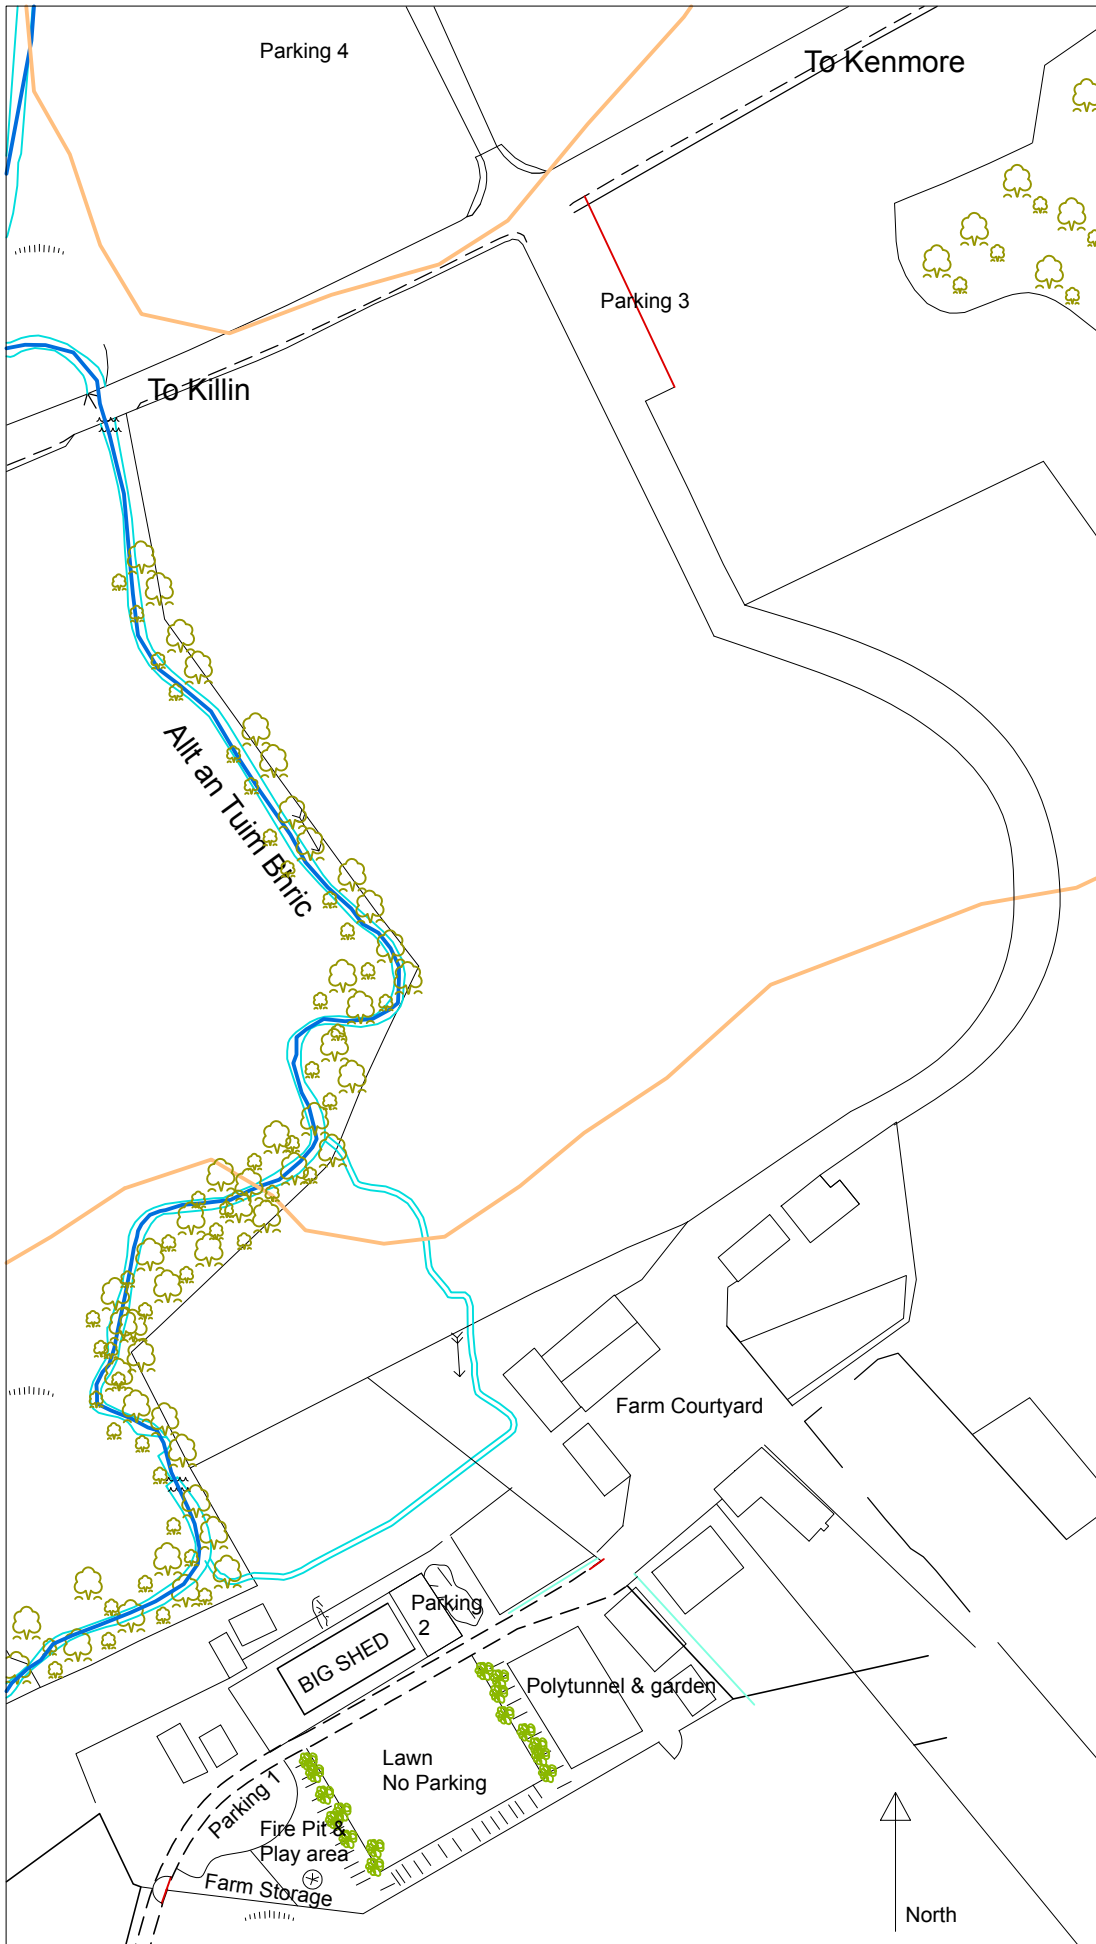 Parking 4
To Kenmore
Parking 3
To Killin
Allt an Tuim Bhric
Farm Courtyard
Parking
2
BIG SHED
Polytunnel & garden
Lawn
No Parking
Parking 1
Fire Pit &
Play area
Farm Storage
North